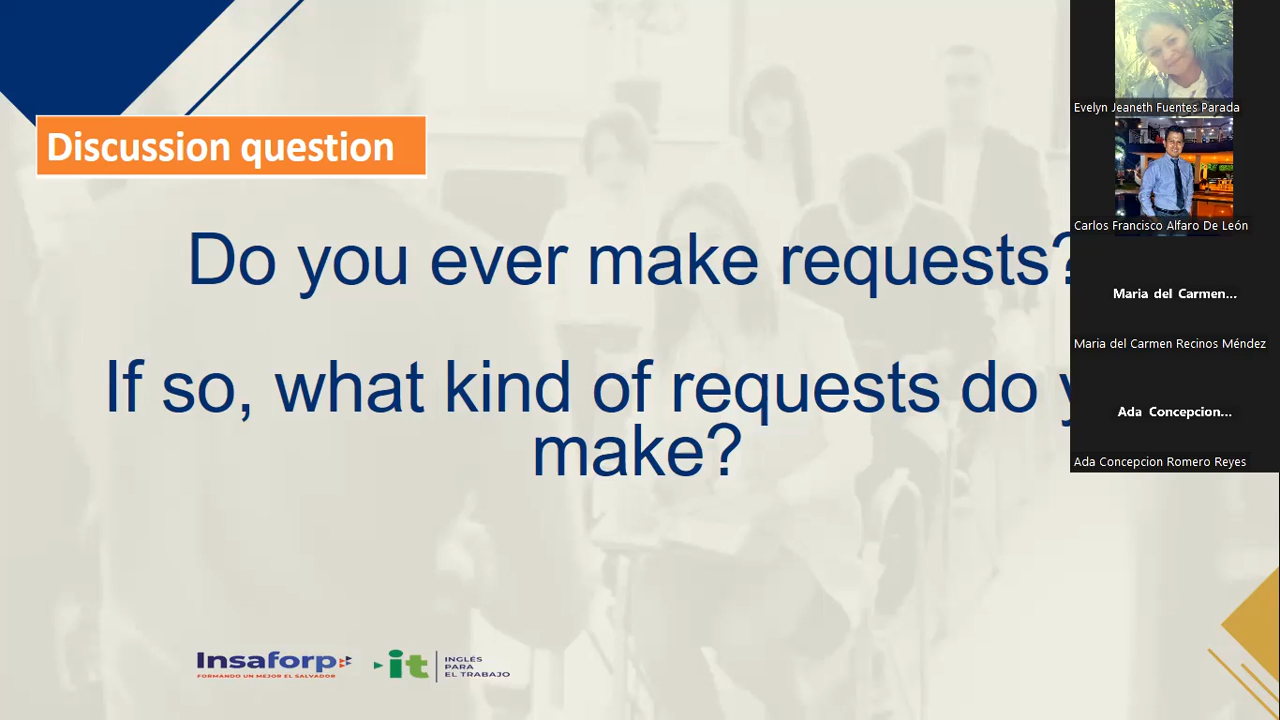 Discussion question
Do you ever make requests?
If so, what kind of requests do y
make?
Insaforp
FORMANDO UN MEJOR EL SALVADOR
it
INGLÉS
PARA
EL TRABAJO
Evelyn Jeaneth Fuentes Parada
Carlos Francisco Alfaro De León
Maria del Carmen...
Maria del Carmen Recinos Méndez
Ada Concepcion...
Ada Concepcion Romero Reyes